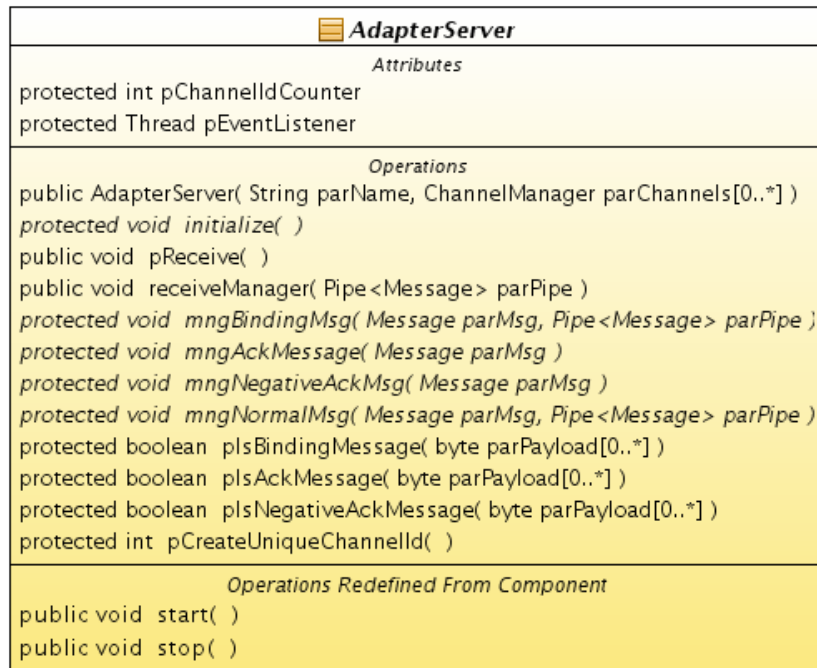 AdapterServer
Attributes
protected int pChannelIdCounter
protected Thread pEventListener
Operations
public AdapterServer( String parName, ChannelManager parChannels[0..*] )
protected void initialize( )
public void pReceive( )
public void receiveManager( Pipe<Message> parPipe )
protected void mngBindingMsg( Message parMsg, Pipe<Message> parPipe )
protected void mngAckMessage( Message parMsg )
protected void mngNegativeAckMsg( Message parMsg )
protected void mngNormalMsg( Message parMsg, Pipe<Message> parPipe )
protected boolean pIsBindingMessage( byte parPayload[0..*] )
protected boolean pIsAckMessage( byte parPayload[0..*] )
protected boolean pIsNegativeAckMessage( byte parPayload[0..*] )
protected int pCreateUniqueChannelId( )
Operations Redefined From Component
public void start( )
public void stop( )